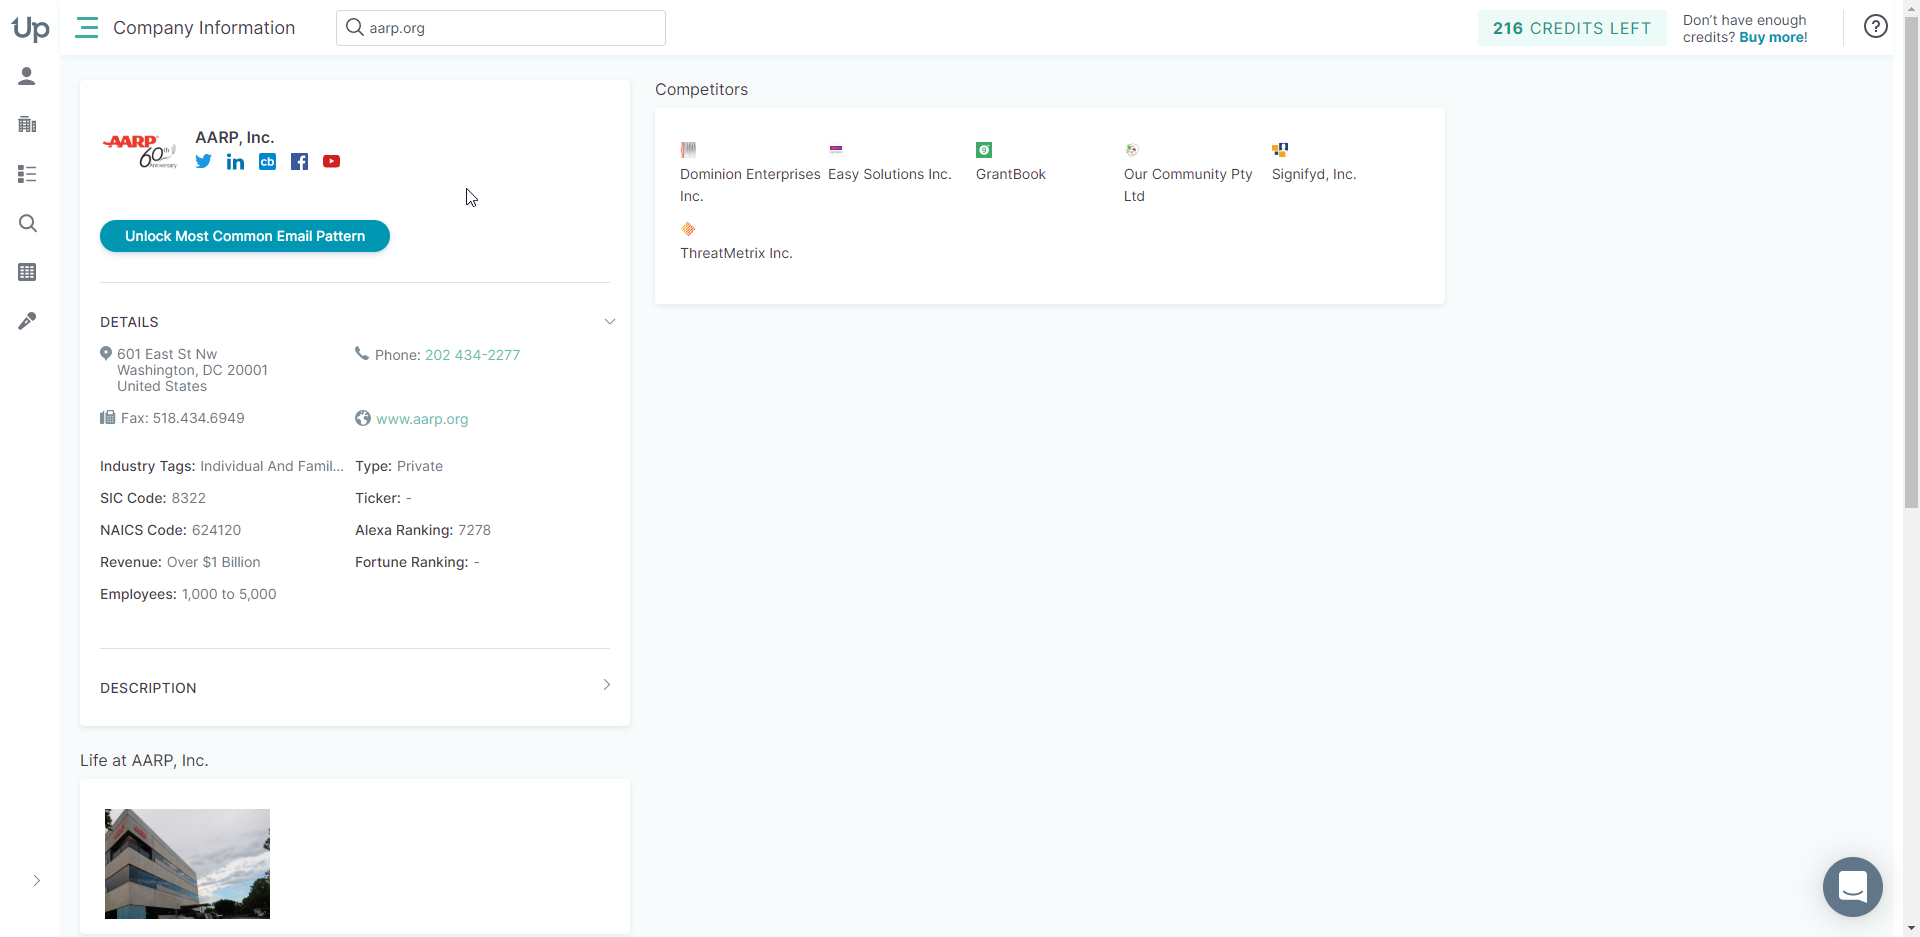 Up
Company Information
aarp.org
216 CREDITS LEFT
Don't have enough
credits? Buy more!
AARP
60th
Anniversary
AARP, Inc.
cb
Unlock Most Common Email Pattern
DETAILS
601 East St Nw
Washington, DC 20001
United States
Phone: 202 434-2277
Fax: 518.434.6949
www.aarp.org
Industry Tags: Individual And Famil...
Type: Private
SIC Code: 8322
Ticker: -
NAICS Code: 624120
Alexa Ranking: 7278
Revenue: Over $1 Billion
Fortune Ranking: -
Employees: 1,000 to 5,000
DESCRIPTION
Life at AARP, Inc.
Competitors
Dominion Enterprises
Inc.
Easy Solutions Inc.
GrantBook
Our Community Pty
Ltd
Signifyd, Inc.
ThreatMetrix Inc.